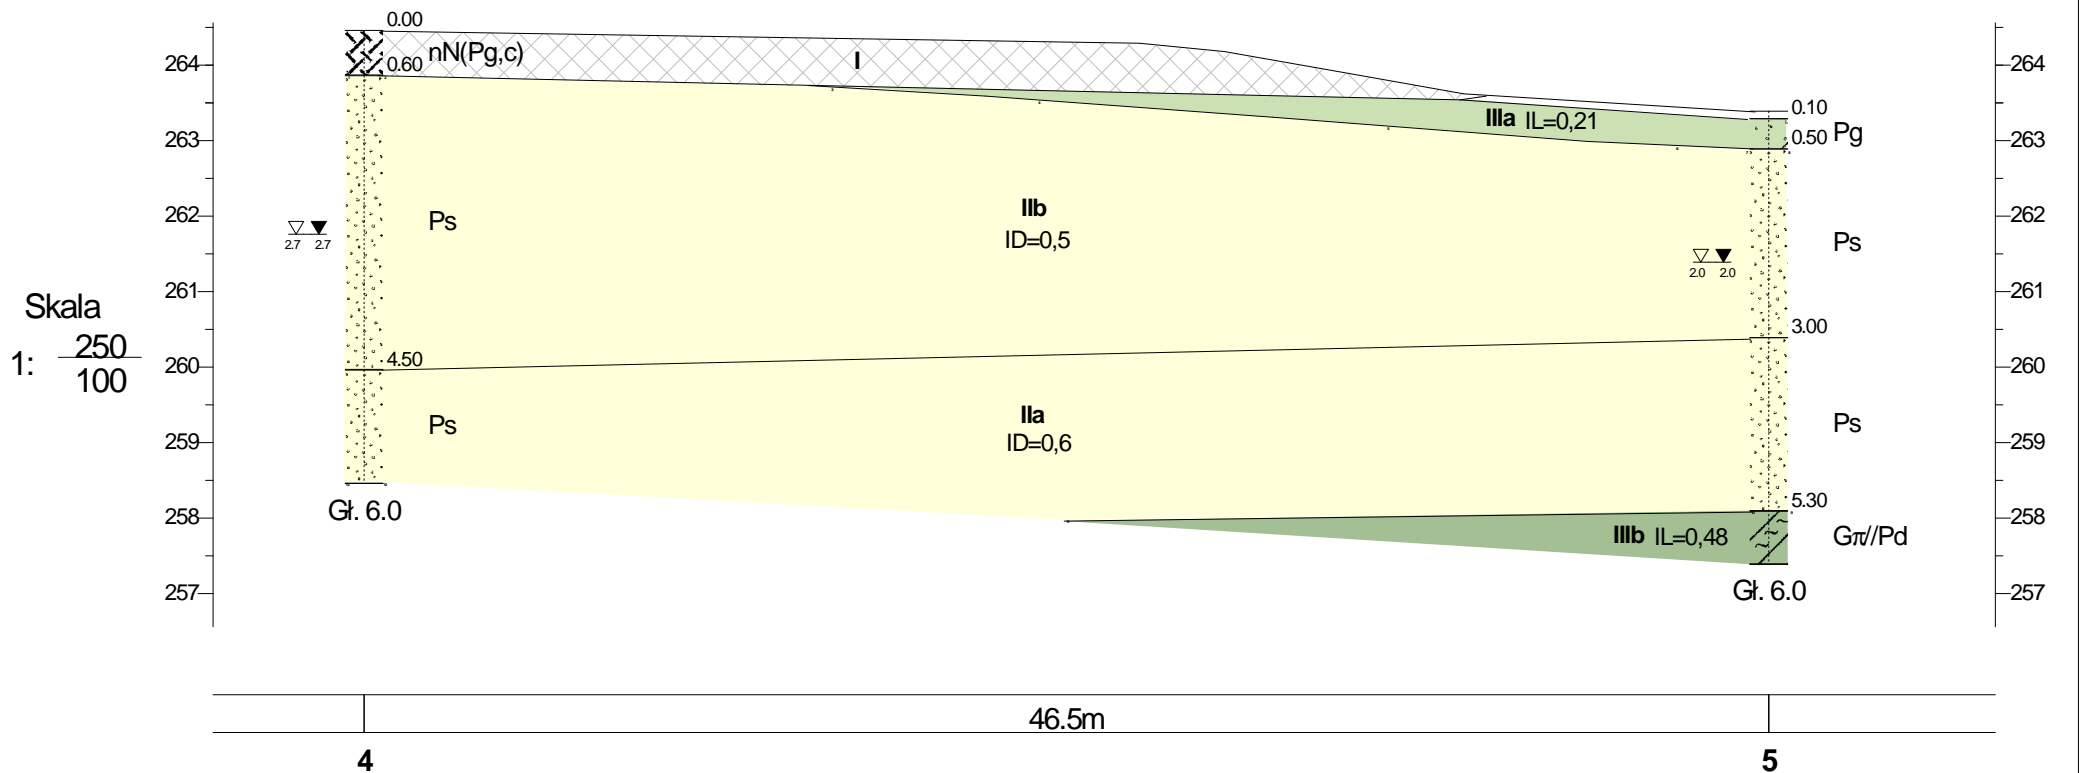 0.00
nN(Pg,c)
0.60
I
264
264
0.10
IIIa IL=0,21
0.50
Pg
263
263
IIb
262
262
Ps
ID=0,5
Ps
2.7 2.7
2.0 2.0
261
261
Skala
1: 250
100
3.00
4.50
260
260
IIa
Ps
ID=0,6
Ps
259
259
5.30
Gł. 6.0
258
258
IIIb IL=0,48
Gπ//Pd
257
257
Gł. 6.0
46.5m
4
5